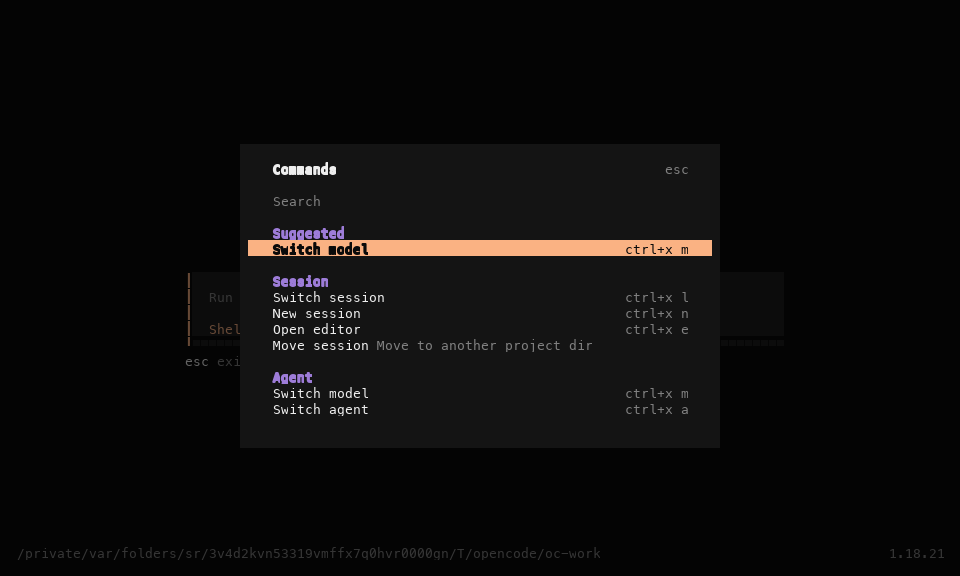 Commands esc
Search
Suggested
Switch model ctrl+x m
Session
Switch session ctrl+x l
Run
New session ctrl+x n
Shel Open editor ctrl+x e
Move session Move to another project dir
esc exi
Agent
Switch model ctrl+x m
Switch agent ctrl+x a
/private/var/folders/sr/3v4d2kvn53319vmffx7q0hvr0000gn/T/opencode/oc-work 1.18.21